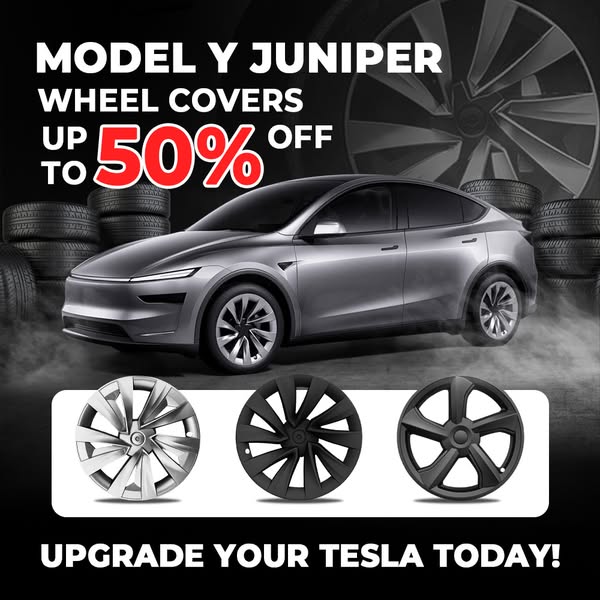 MODEL Y JUNIPER
WHEEL COVERS
UP TO 50% OFF
UPGRADE YOUR TESLA TODAY!